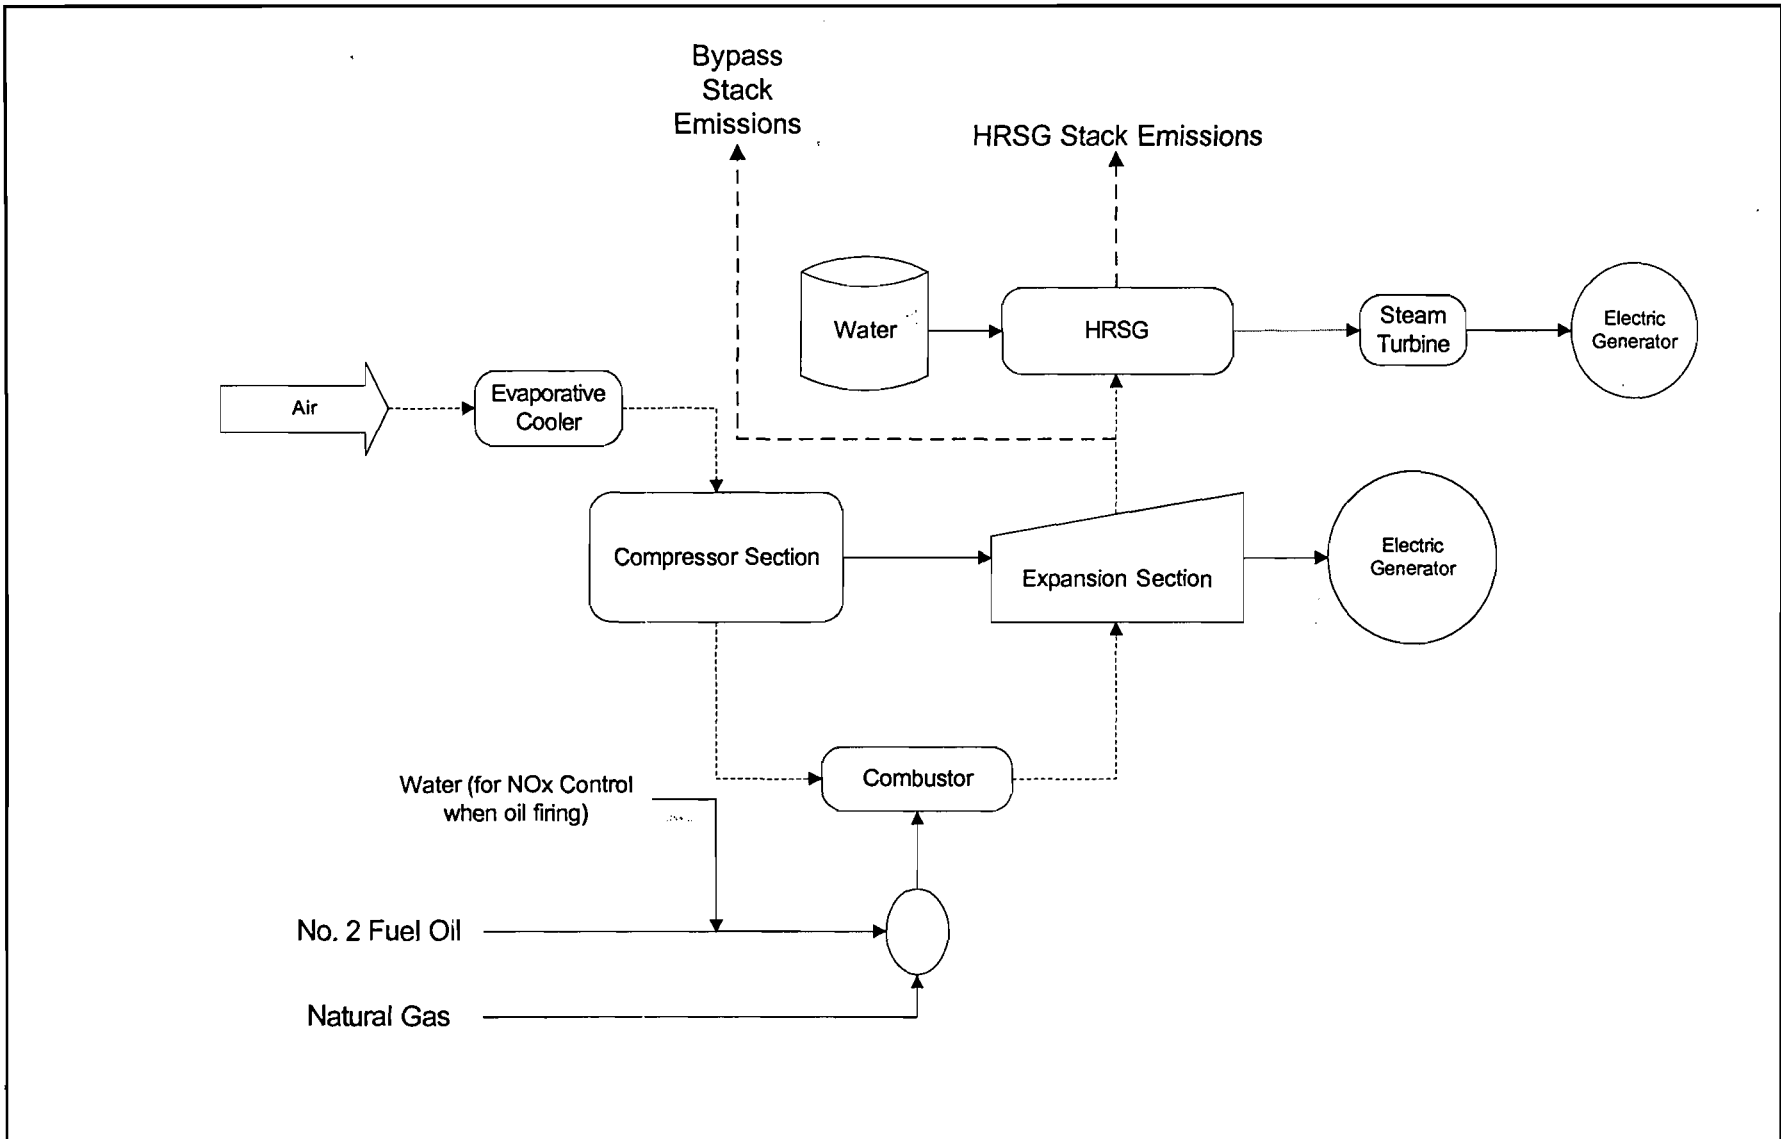 Bypass
Stack
Emissions
HRSG Stack Emissions
Water
HRSG
Steam
Turbine
Electric
Generator
Air
Evaporative
Cooler
Compressor Section
Expansion Section
Electric
Generator
Combustor
Water (for NOx Control
when oil firing)
No. 2 Fuel Oil
Natural Gas